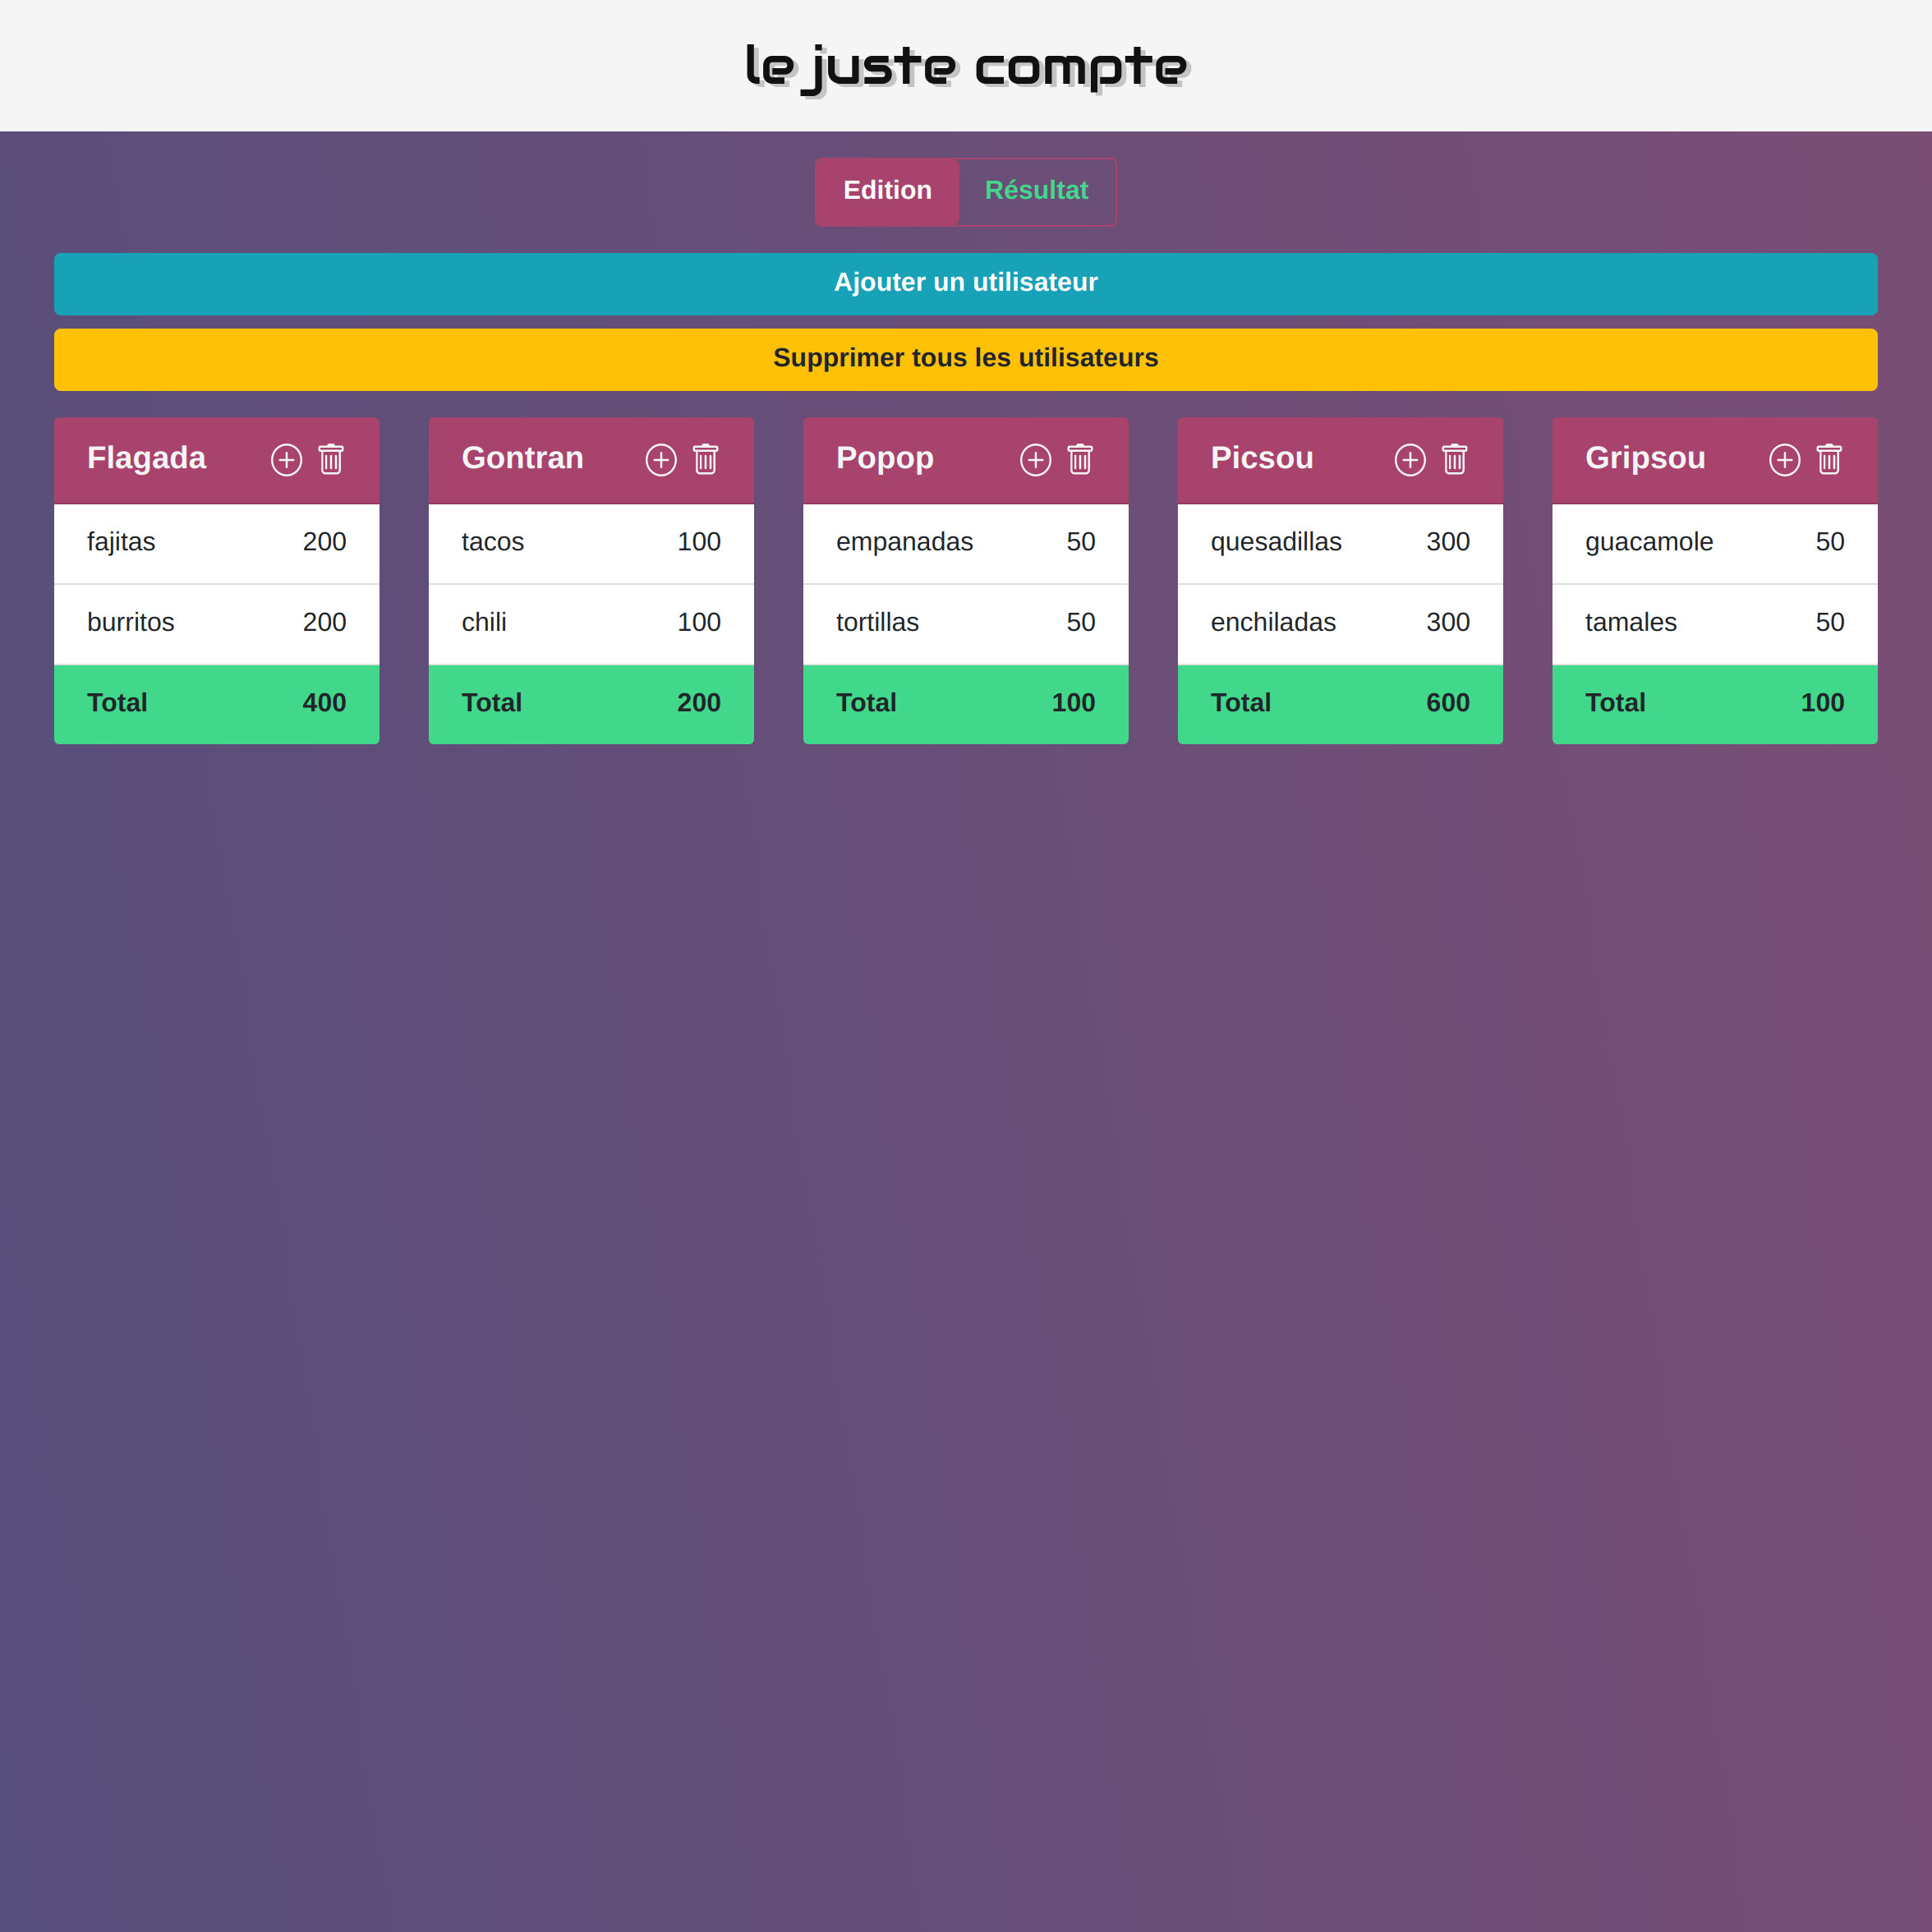 le juste compte
Edition Résultat
Ajouter un utilisateur
Supprimer tous les utilisateurs
Flagada
fajitas 200
burritos 200
Total 400
Gontran
tacos 100
chili 100
Total 200
Popop
empanadas 50
tortillas 50
Total 100
Picsou
quesadillas 300
enchiladas 300
Total 600
Gripsou
guacamole 50
tamales 50
Total 100